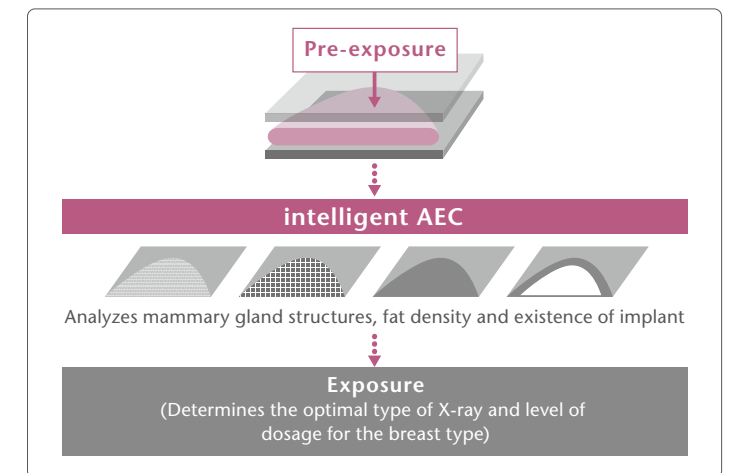 Pre-exposure
intelligent AEC
Analyzes mammary gland structures, fat density and existence of implant
Exposure
(Determines the optimal type of X-ray and level of
dosage for the breast type)